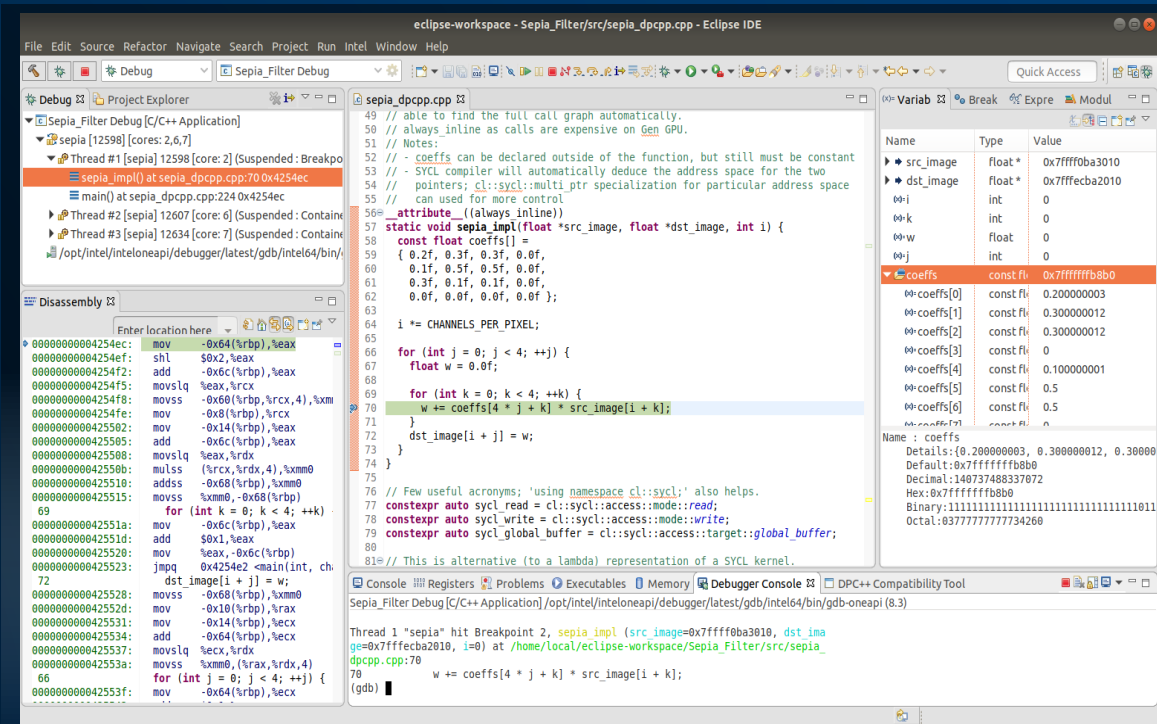 eclipse-workspace - Sepia_Filter/src/sepia_dpcpp.cpp - Eclipse IDE
File Edit Source Refactor Navigate Search Project Run Intel Window Help
Debug
Sepia_Filter Debug
Quick Access
Debug
Project Explorer
Sepia_Filter Debug [C/C++ Application]
sepia [12598] [cores: 2,6,7]
Thread #1 [sepia] 12598 [core: 2] (Suspended : Breakpo
sepia_impl() at sepia_dpcpp.cpp:70 0x4254ec
main() at sepia_dpcpp.cpp:224 0x4254ec
Thread #2 [sepia] 12607 [core: 6] (Suspended : Containe
Thread #3 [sepia] 12634 [core: 7] (Suspended : Containe
/opt/intel/inteloneapi/debugger/latest/gdb/intel64/bin/
Disassembly
Enter location here
00000000004254ec: mov -0x64(%rbp),%eax
00000000004254ef: shl $0x2,%eax
00000000004254f2: add -0x6c(%rbp),%eax
00000000004254f5: movslq %eax,%rcx
00000000004254f8: movss -0x60(%rbp,%rcx,4),%xmm
00000000004254fe: mov -0x8(%rbp),%rcx
0000000000425502: mov -0x14(%rbp),%eax
0000000000425505: add -0x6c(%rbp),%eax
0000000000425508: movslq %eax,%rdx
000000000042550b: mulss (%rcx,%rdx,4),%xmm0
0000000000425510: addss -0x68(%rbp),%xmm0
0000000000425515: movss %xmm0,-0x68(%rbp)
69 for (int k = 0; k < 4; ++k)
000000000042551a: mov -0x6c(%rbp),%eax
000000000042551d: add $0x1,%eax
0000000000425520: mov %eax,-0x6c(%rbp)
0000000000425523: jmpq 0x4254e2 <main(int, cha
72 dst_image[i + j] = w;
0000000000425528: movss -0x68(%rbp),%xmm0
000000000042552d: mov -0x10(%rbp),%rax
0000000000425531: mov -0x14(%rbp),%ecx
0000000000425534: add -0x64(%rbp),%ecx
0000000000425537: movslq %ecx,%rdx
000000000042553a: movss %xmm0,(%rax,%rdx,4)
66 for (int j = 0; j < 4; ++j) {
000000000042553f: mov -0x64(%rbp),%ecx
sepia_dpcpp.cpp
49 // able to find the full call graph automatically.
50 // always_inline as calls are expensive on Gen GPU.
51 // Notes:
52 // - coeffs can be declared outside of the function, but still must be constant
53 // - SYCL compiler will automatically deduce the address space for the two
54 // pointers; cl::sycl::multi_ptr specialization for particular address space
55 // can used for more control
56 __attribute__((always_inline))
57 static void sepia_impl(float *src_image, float *dst_image, int i) {
58 const float coeffs[] =
59 { 0.2f, 0.3f, 0.3f, 0.0f,
60 0.1f, 0.5f, 0.5f, 0.0f,
61 0.3f, 0.1f, 0.1f, 0.0f,
62 0.0f, 0.0f, 0.0f, 0.0f };
63
64 i *= CHANNELS_PER_PIXEL;
65
66 for (int j = 0; j < 4; ++j) {
67 float w = 0.0f;
68
69 for (int k = 0; k < 4; ++k) {
70 w += coeffs[4 * j + k] * src_image[i + k];
71 }
72 dst_image[i + j] = w;
73 }
74 }
75
76 // Few useful acronyms; 'using namespace cl::sycl;' also helps.
77 constexpr auto sycl_read = cl::sycl::access::mode::read;
78 constexpr auto sycl_write = cl::sycl::access::mode::write;
79 constexpr auto sycl_global_buffer = cl::sycl::access::target::global_buffer;
80
81 // This is alternative (to a lambda) representation of a SYCL kernel.
Variab
Break
Expre
Modul
Name Type Value
src_image float * 0x7ffff0ba3010
dst_image float * 0x7fffecba2010
i int 0
k int 0
w float 0
j int 0
coeffs const fl 0x7fffffffb8b0
coeffs[0] const fl 0.200000003
coeffs[1] const fl 0.300000012
coeffs[2] const fl 0.300000012
coeffs[3] const fl 0
coeffs[4] const fl 0.100000001
coeffs[5] const fl 0.5
coeffs[6] const fl 0.5
coeffs[7] const fl 0
Name : coeffs
Details:{0.200000003, 0.300000012, 0.30000
Default:0x7fffffffb8b0
Decimal:140737488337072
Hex:0x7fffffffb8b0
Octal:03777777777734260
Console Registers Problems Executables Memory Debugger Console DPC++ Compatibility Tool
Sepia_Filter Debug [C/C++ Application] /opt/intel/inteloneapi/debugger/latest/gdb/intel64/bin/gdb-oneapi (8.3)
Thread 1 "sepia" hit Breakpoint 2, sepia_impl (src_image=0x7ffff0ba3010, dst_ima
ge=0x7fffecba2010, i=0) at /home/local/eclipse-workspace/Sepia_Filter/src/sepia_
dpcpp.cpp:70
70 w += coeffs[4 * j + k] * src_image[i + k];
(gdb)